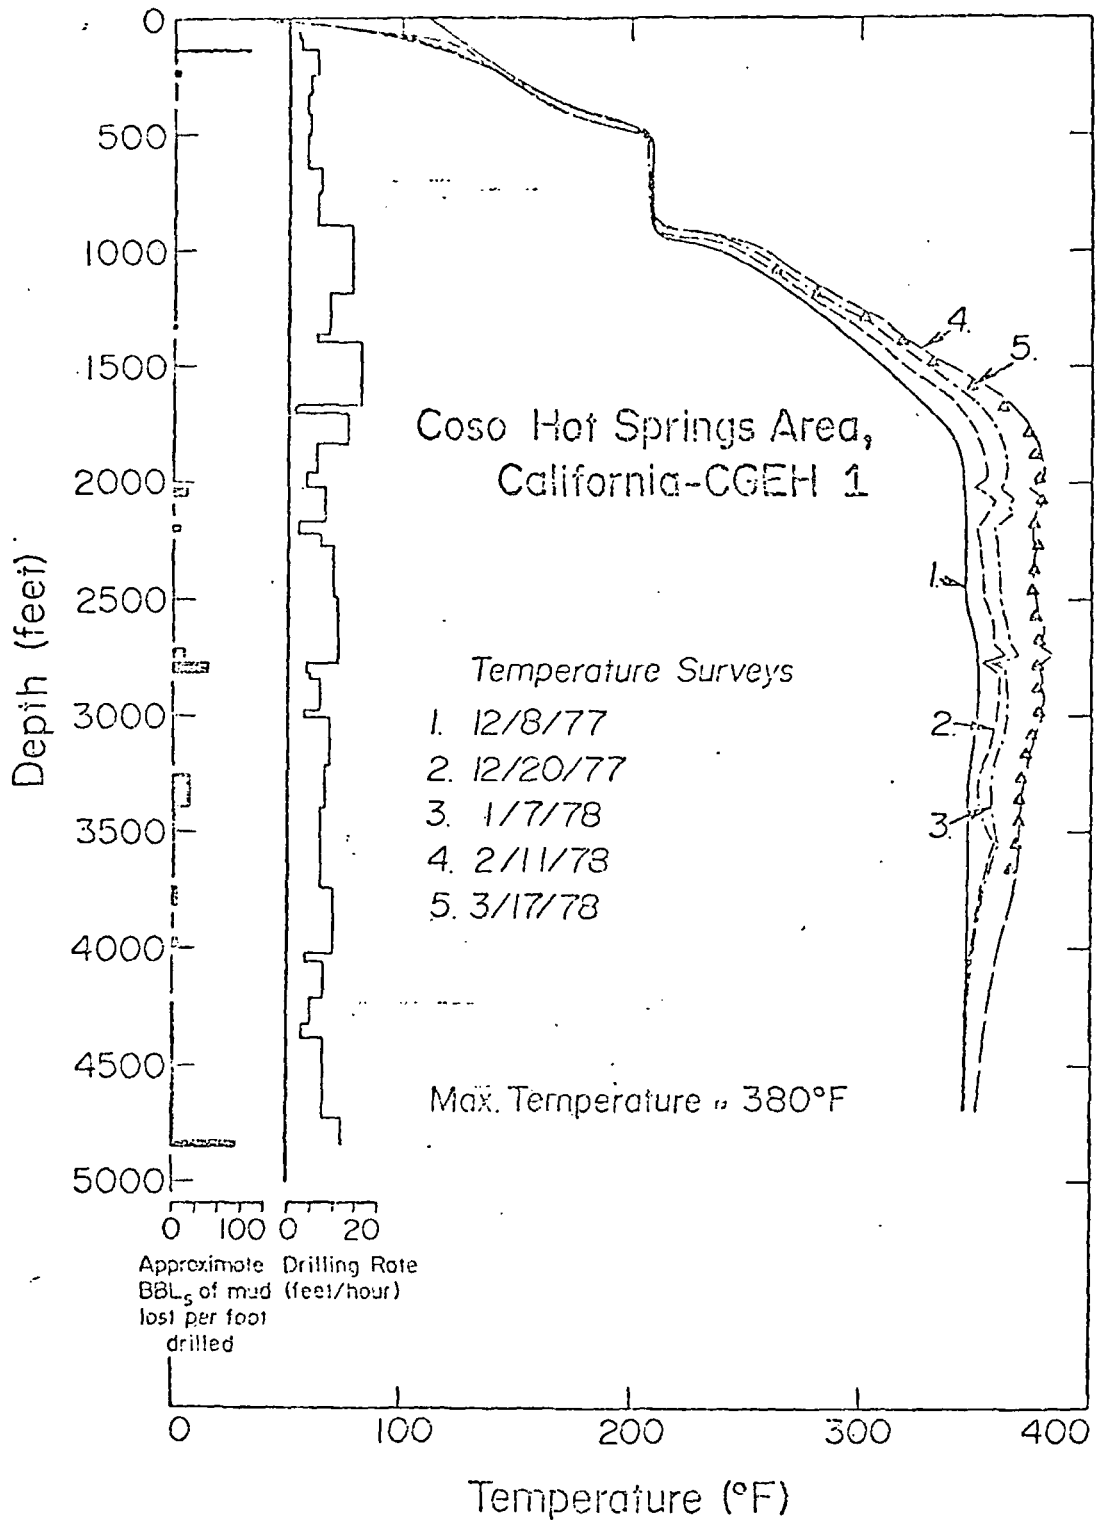 0
500
1000
1500
2000
2500
3000
3500
4000
4500
5000
Depth (feet)
4.
5.
Coso Hot Springs Area,
California-CGEH 1
1.
Temperature Surveys
1. 12/8/77
2. 12/20/77
3. 1/7/78
4. 2/11/78
5. 3/17/78
2.
3.
Max. Temperature 380°F
0 100 0 20
Approximate Drilling Rate
BBLs of mud (feet/hour)
lost per foot
drilled
0 100 200 300 400
Temperature (°F)